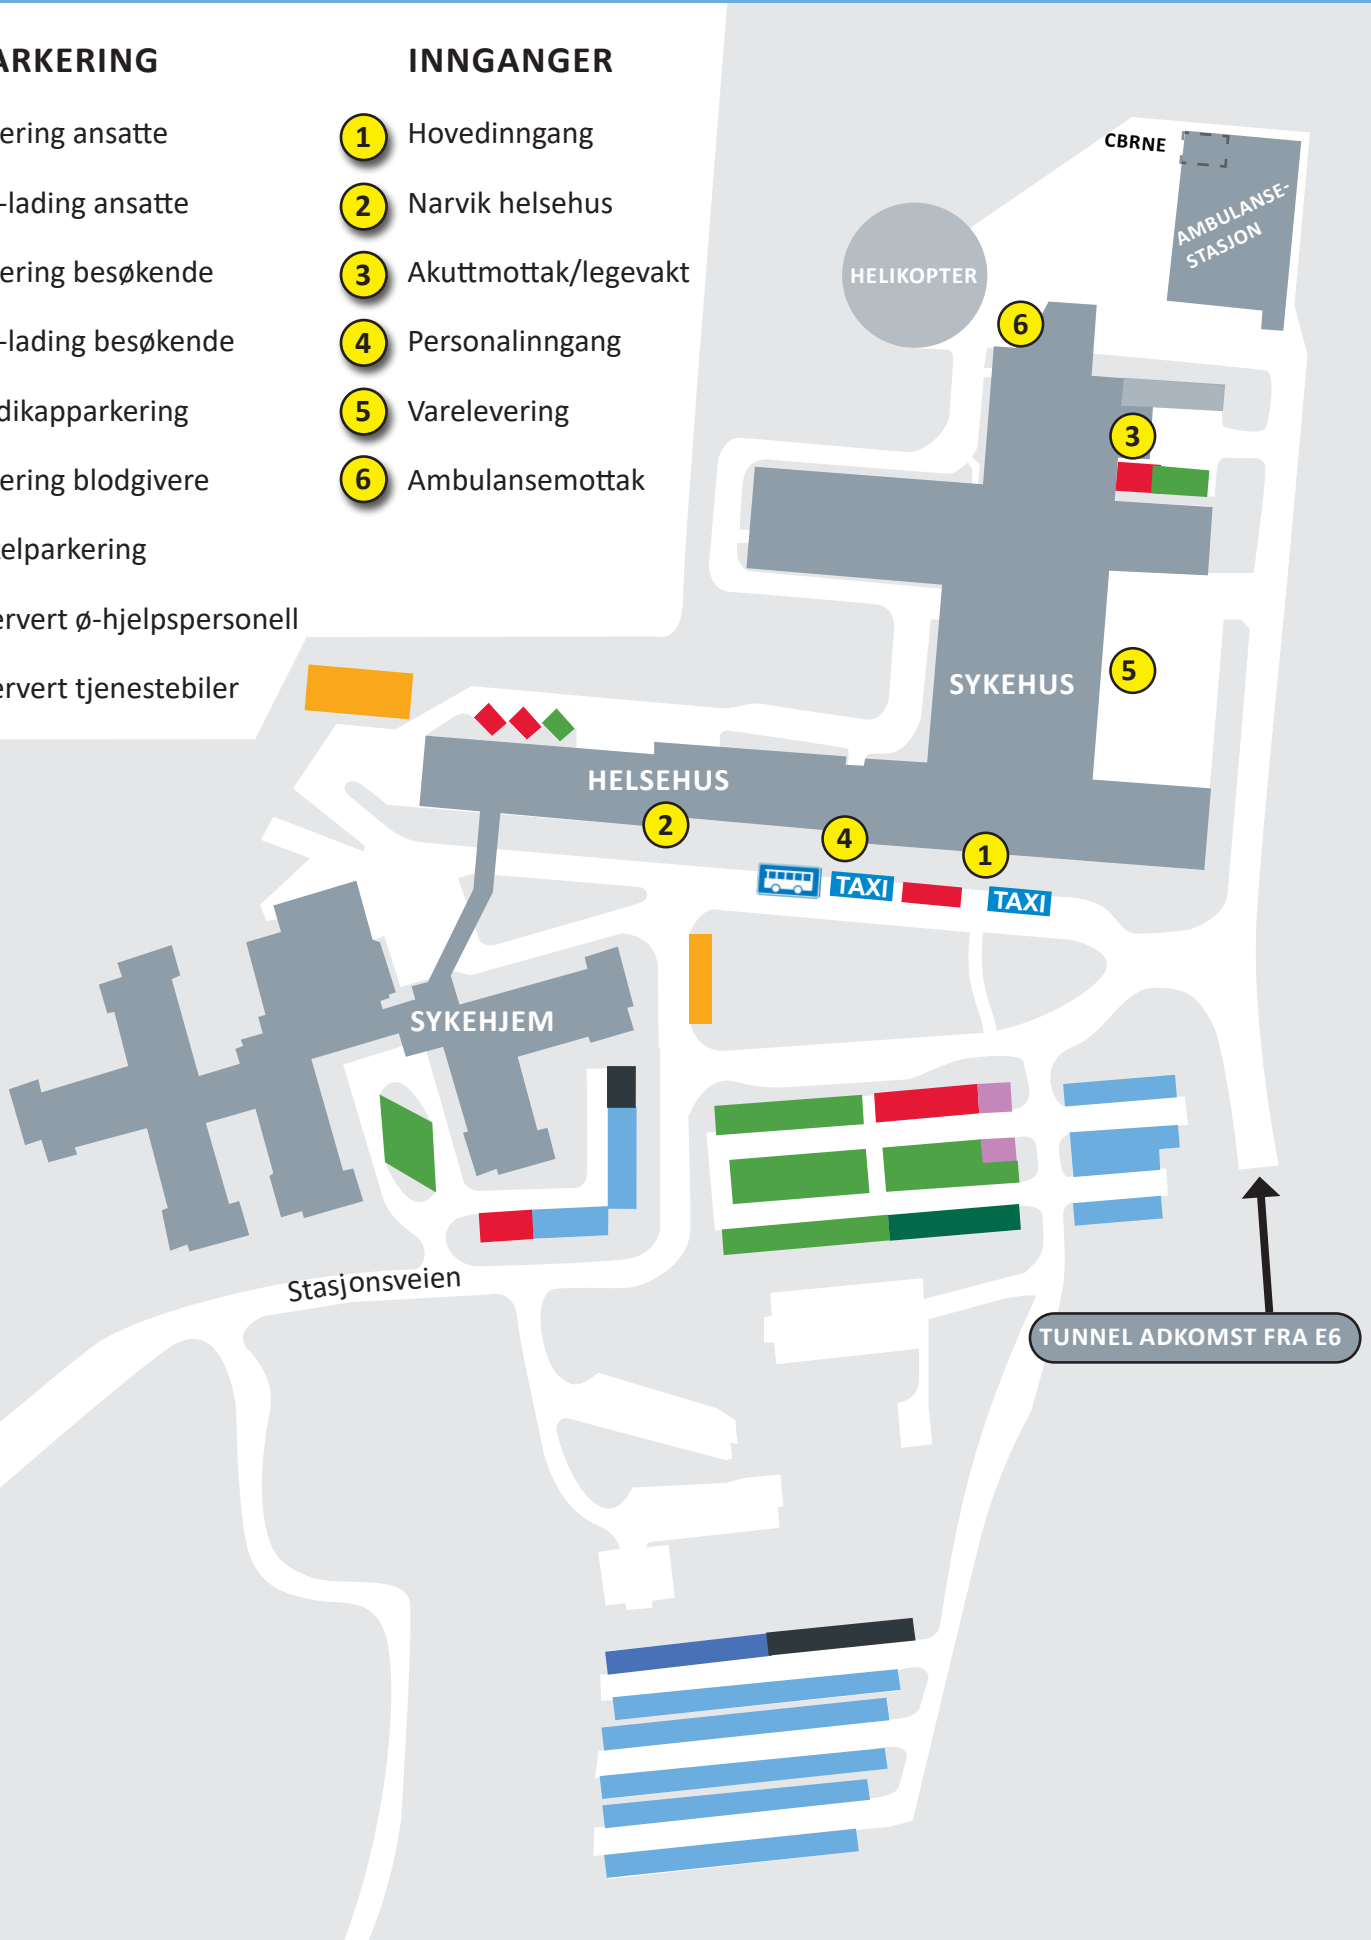 ARKERING
ering ansatte
-lading ansatte
ering besøkende
-lading besøkende
dikapparkering
ering blodgivere
elparkering
ervert ø-hjelpspersonell
ervert tjenestebiler
INNGANGER
1 Hovedinngang
2 Narvik helsehus
3 Akuttmottak/legevakt
4 Personalinngang
5 Varelevering
6 Ambulansemottak
CBRNE
AMBULANSE-
STASJON
HELIKOPTER
6
3
SYKEHUS
5
HELSEHUS
2
4
1
TAXI
TAXI
SYKEHJEM
Stasjonsveien
TUNNEL ADKOMST FRA E6